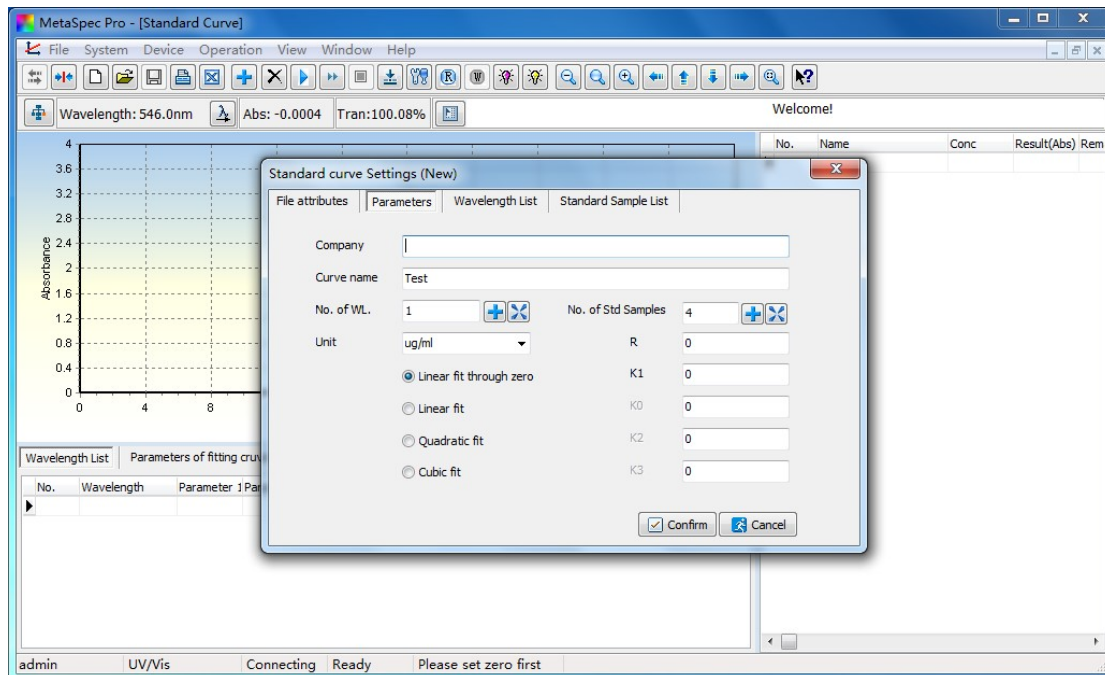 MetaSpec Pro - [Standard Curve]
File System Device Operation View Window Help
Wavelength: 546.0nm Abs: -0.0004 Tran:100.08% Welcome!
No. Name Conc Result(Abs) Rem
Absorbance
4
3.6
3.2
2.8
2.4
2
1.6
1.2
0.8
0.4
0
0 4 8
Standard curve Settings (New)
File attributes Parameters Wavelength List Standard Sample List
Company
Curve name Test
No. of WL. 1 No. of Std Samples 4
Unit ug/ml R 0
Linear fit through zero K1 0
Linear fit K0 0
Quadratic fit K2 0
Cubic fit K3 0
Confirm Cancel
Wavelength List Parameters of fitting cruv
No. Wavelength Parameter 1 Par
admin UV/Vis Connecting Ready Please set zero first